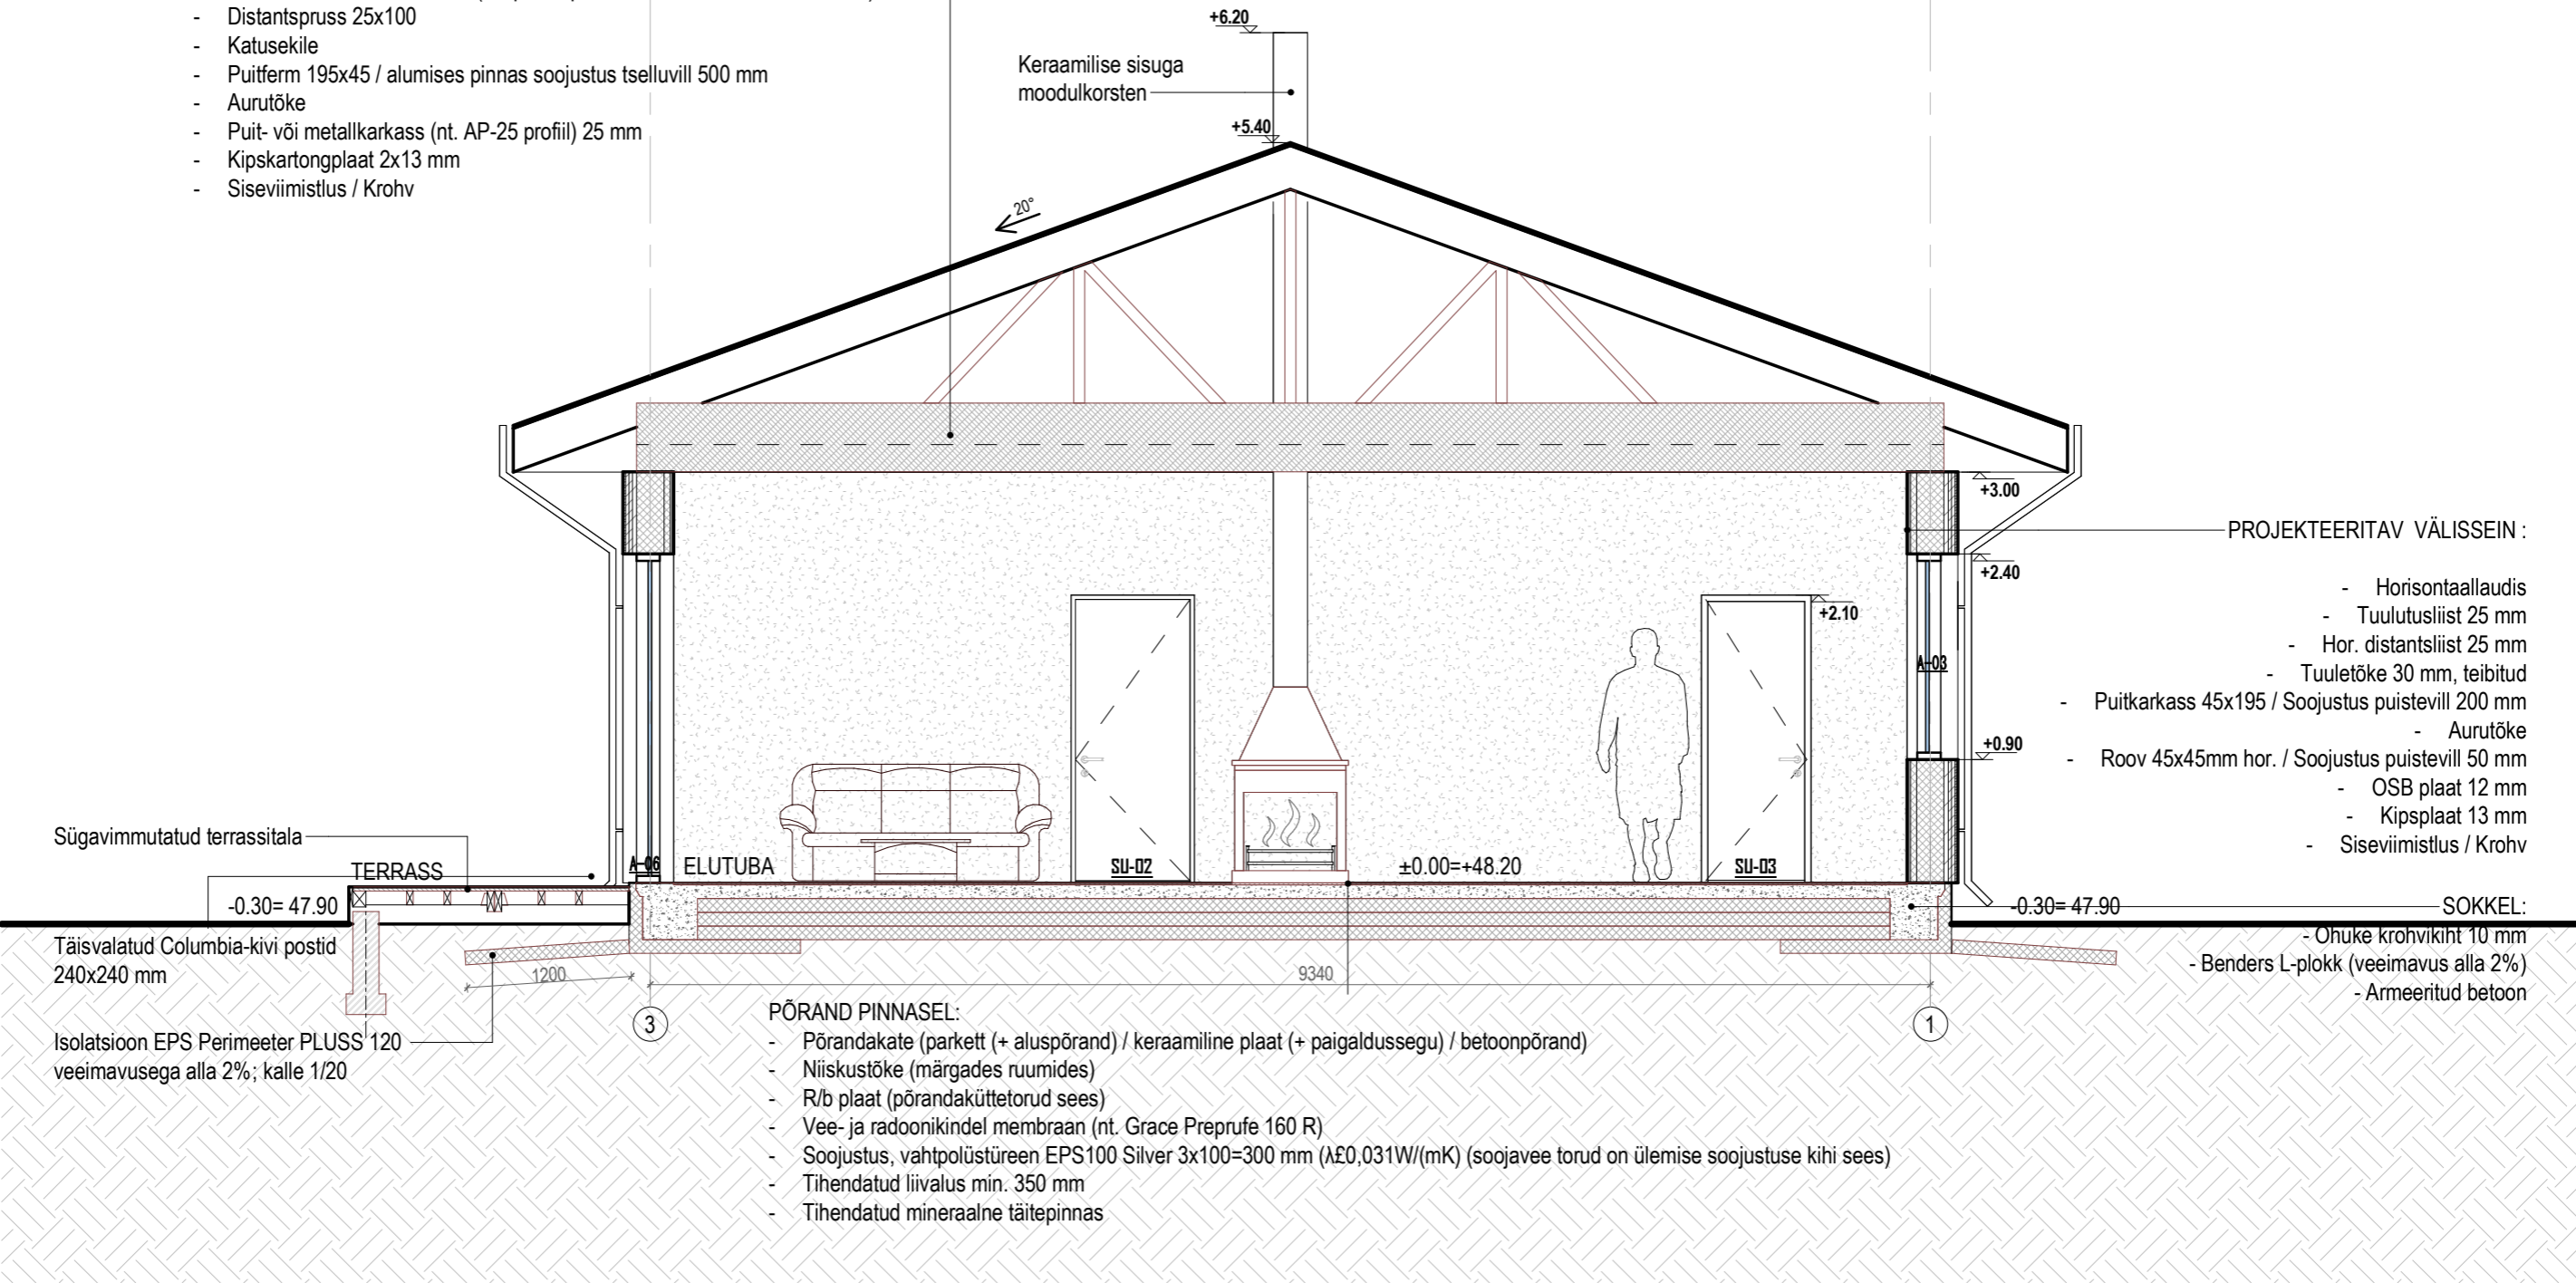 - Distantspruss 25x100
- Katusekile
- Puitferm 195x45 / alumises pinnas soojustus tselluvill 500 mm
- Aurutõke
- Puit- või metallkarkass (nt. AP-25 profiil) 25 mm
- Kipskartongplaat 2x13 mm
- Siseviimistlus / Krohv
+6.20
Keraamilise sisuga
moodulkorsten
+5.40
20°
+3.00
PROJEKTEERITAV VÄLISSEIN :
+2.40
- Horisontaallaudis
- Tuulutusliist 25 mm
- Hor. distantsliist 25 mm
- Tuuletõke 30 mm, teibitud
- Puitkarkass 45x195 / Soojustus puistevill 200 mm
- Aurutõke
- Roov 45x45mm hor. / Soojustus puistevill 50 mm
- OSB plaat 12 mm
- Kipsplaat 13 mm
- Siseviimistlus / Krohv
+2.10
A-03
+0.90
Sügavimmutatud terrassitala
TERRASS
A-06
ELUTUBA
SU-02
±0.00=+48.20
SU-03
-0.30= 47.90
-0.30= 47.90
SOKKEL:
- Ohuke krohvikiht 10 mm
- Benders L-plokk (veeimavus alla 2%)
- Armeeritud betoon
Täisvalatud Columbia-kivi postid
240x240 mm
1200
9340
3
1
Isolatsioon EPS Perimeeter PLUSS 120
veeimavusega alla 2%; kalle 1/20
PÕRAND PINNASEL:
- Põrandakate (parkett (+ aluspõrand) / keraamiline plaat (+ paigaldussegu) / betoonpõrand)
- Niiskustõke (märgades ruumides)
- R/b plaat (põrandaküttetorud sees)
- Vee- ja radoonikindel membraan (nt. Grace Preprufe 160 R)
- Soojustus, vahtpolüstüreen EPS100 Silver 3x100=300 mm (λ£0,031W/(mK) (soojavee torud on ülemise soojustuse kihi sees)
- Tihendatud liivalus min. 350 mm
- Tihendatud mineraalne täitepinnas